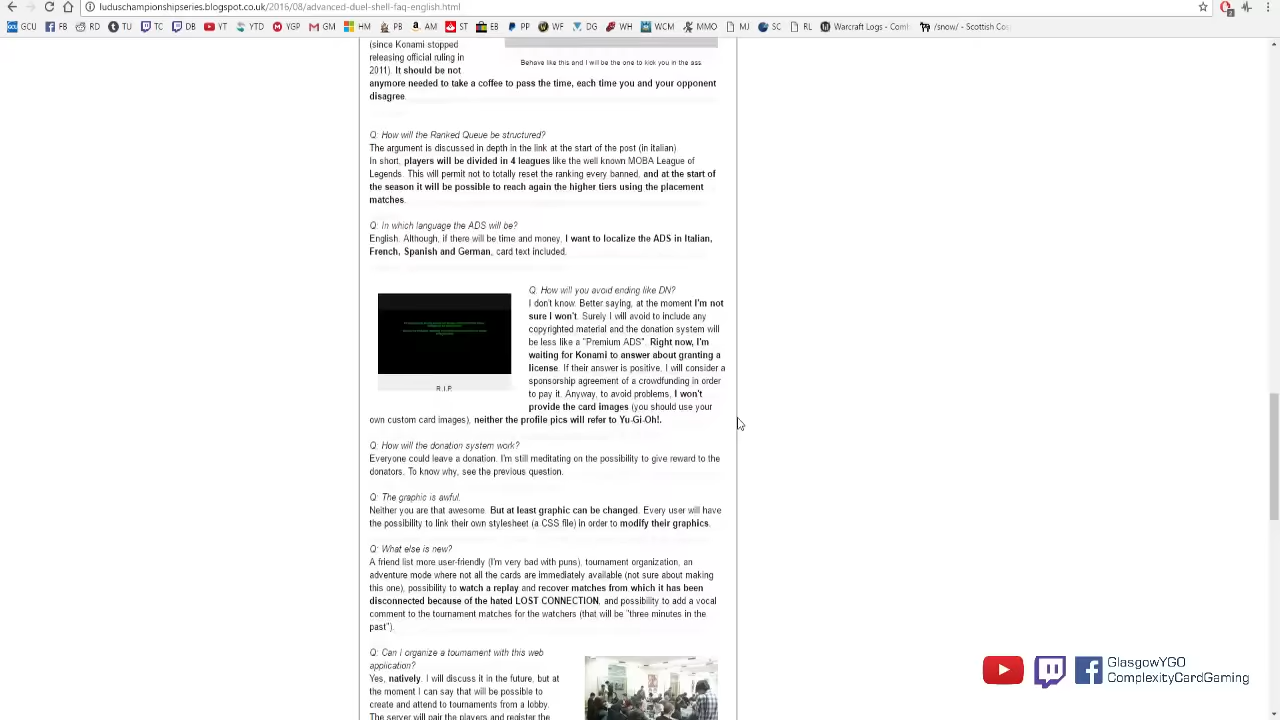 luduschampionshipseries.blogspot.co.uk/2016/08/advanced-duel-shell-faq-english.html
GCU
F
TU
TC
DB
YT
YTD
YGP
GM
HM
PB
AM
ST
EB
PP
WF
DG
WH
WCM
MMO
MJ
SC
RL
Warcraft Logs - Comb
/snow/ - Scottish Co
(since Konami stopped
releasing official ruling in
2011). It should be not
anymore needed to take a coffee to pass the time, each time you and your opponent
disagree.
Behave like this and I will be the one to kick you in the ass.
Q: How will the Ranked Queue be structured?
The argument is discussed in depth in the link at the start of the post (in italian)
In short, players will be divided in 4 leagues like the well known MOBA League of
Legends. This will permit not to totally reset the ranking every banned, and at the start of
the season it will be possible to reach again the higher tiers using the placement
matches.
Q: In which language the ADS will be?
English. Although, if there will be time and money, I want to localize the ADS in Italian,
French, Spanish and German, card text included.
R.I.P.
Q. How will you avoid ending like DN?
I don't know. Better saying, at the moment I'm not
sure I won't. Surely I will avoid to include any
copyrighted material and the donation system will
be less like a "Premium ADS". Right now, I'm
waiting for Konami to answer about granting a
license. If their answer is positive, I will consider a
sponsorship agreement of a crowdfunding in order
to pay it. Anyway, to avoid problems, I won't
provide the card images (you should use your
own custom card images), neither the profile pics will refer to Yu-Gi-Oh!.
Q: How will the donation system work?
Everyone could leave a donation. I'm still meditating on the possibility to give reward to the
donators. To know why, see the previous question.
Q: The graphic is awful.
Neither you are that awesome. But at least graphic can be changed. Every user will have
the possibility to link their own stylesheet (a CSS file) in order to modify their graphics.
Q: What else is new?
A friend list more user-friendly (I'm very bad with puns), tournament organization, an
adventure mode where not all the cards are immediately available (not sure about making
this one), possibility to watch a replay and recover matches from which it has been
disconnected because of the hated LOST CONNECTION, and possibility to add a vocal
comment to the tournament matches for the watchers (that will be "three minutes in the
past").
Q: Can I organize a tournament with this web
application?
Yes, natively. I will discuss it in the future, but at
the moment I can say that will be possible to
create and attend to tournaments from a lobby.
The server will pair the players and register the
GlasgowYGO
ComplexityCardGaming